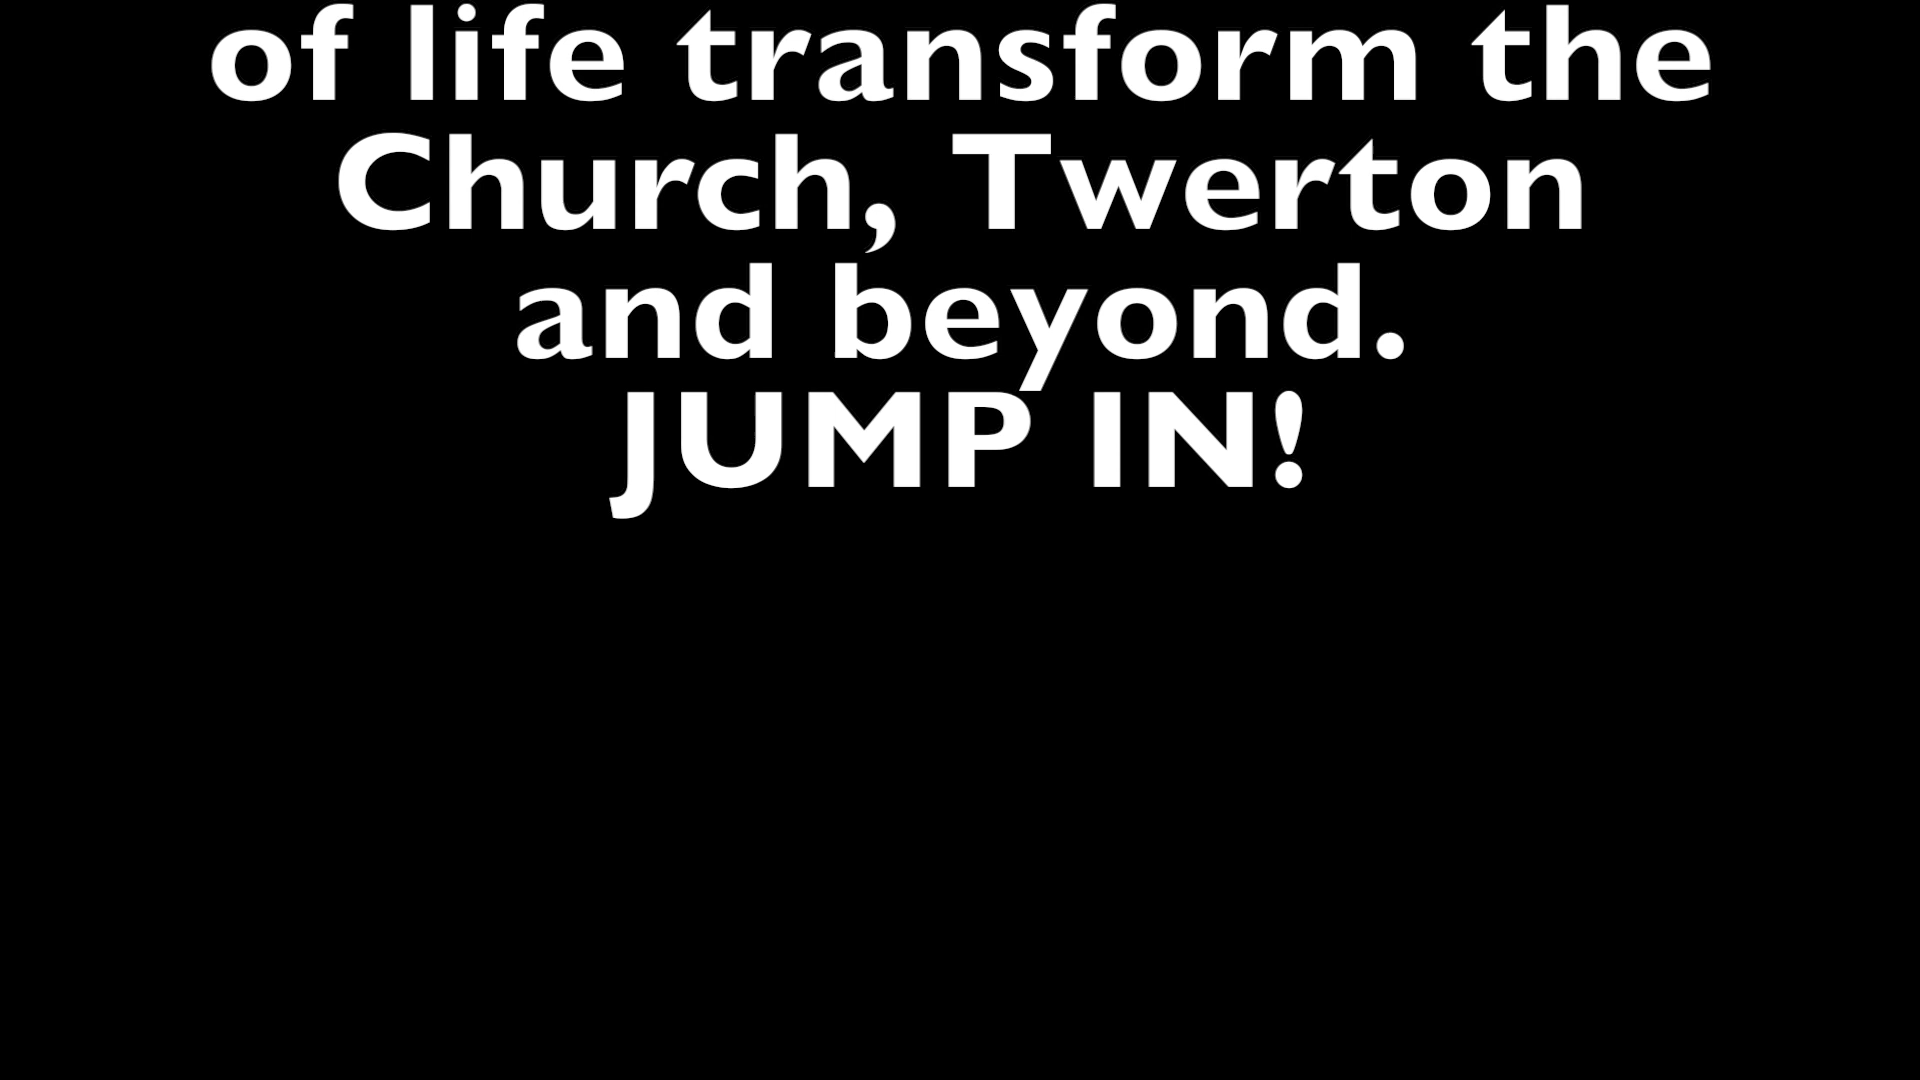 of life transform the
Church, Twerton
and beyond.
JUMP IN!